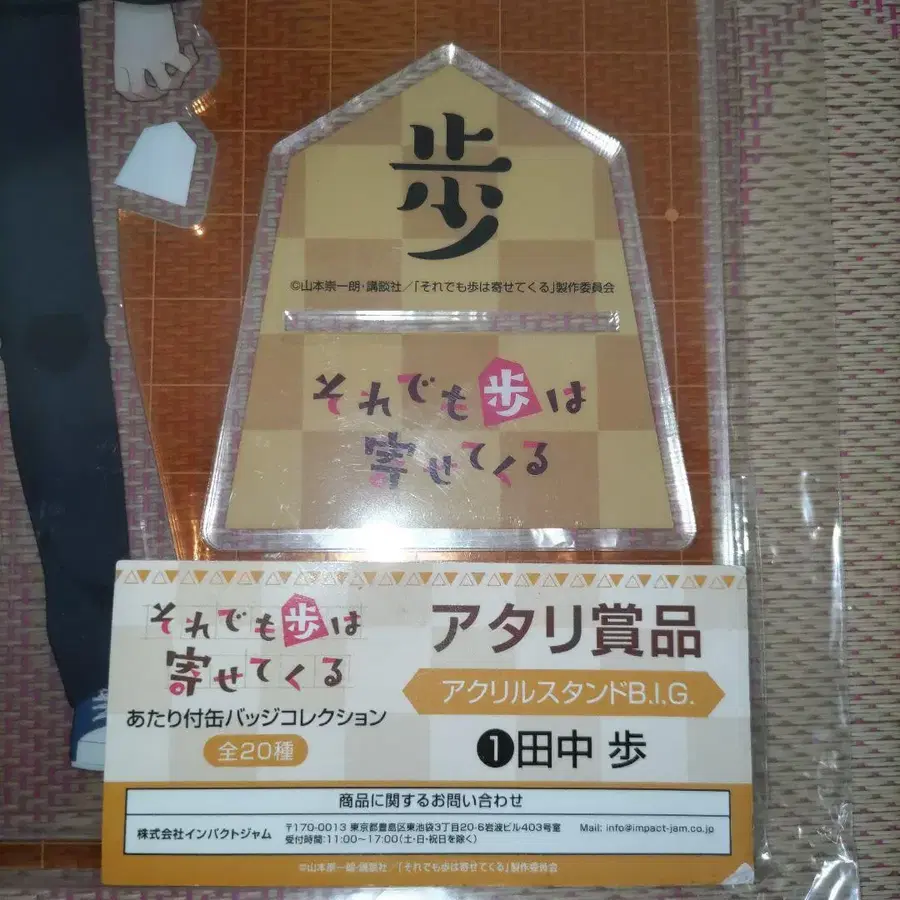 歩
©山本崇一朗・講談社／「それでも歩は寄せてくる」製作委員会
それでも歩は
寄せてくる
それでも歩は
寄せてくる
あたり付缶バッジコレクション
全20種
アタリ賞品
アクリルスタンドB.I.G.
❶田中 歩
商品に関するお問い合わせ
株式会社インパクトジャム
〒170-0013 東京都豊島区東池袋3丁目20-6岩波ビル403号室
受付時間:11:00～17:00(土・日・祝日を除く)
Mail: info@impact-jam.co.jp
©山本崇一朗・講談社／「それでも歩は寄せてくる」製作委員会